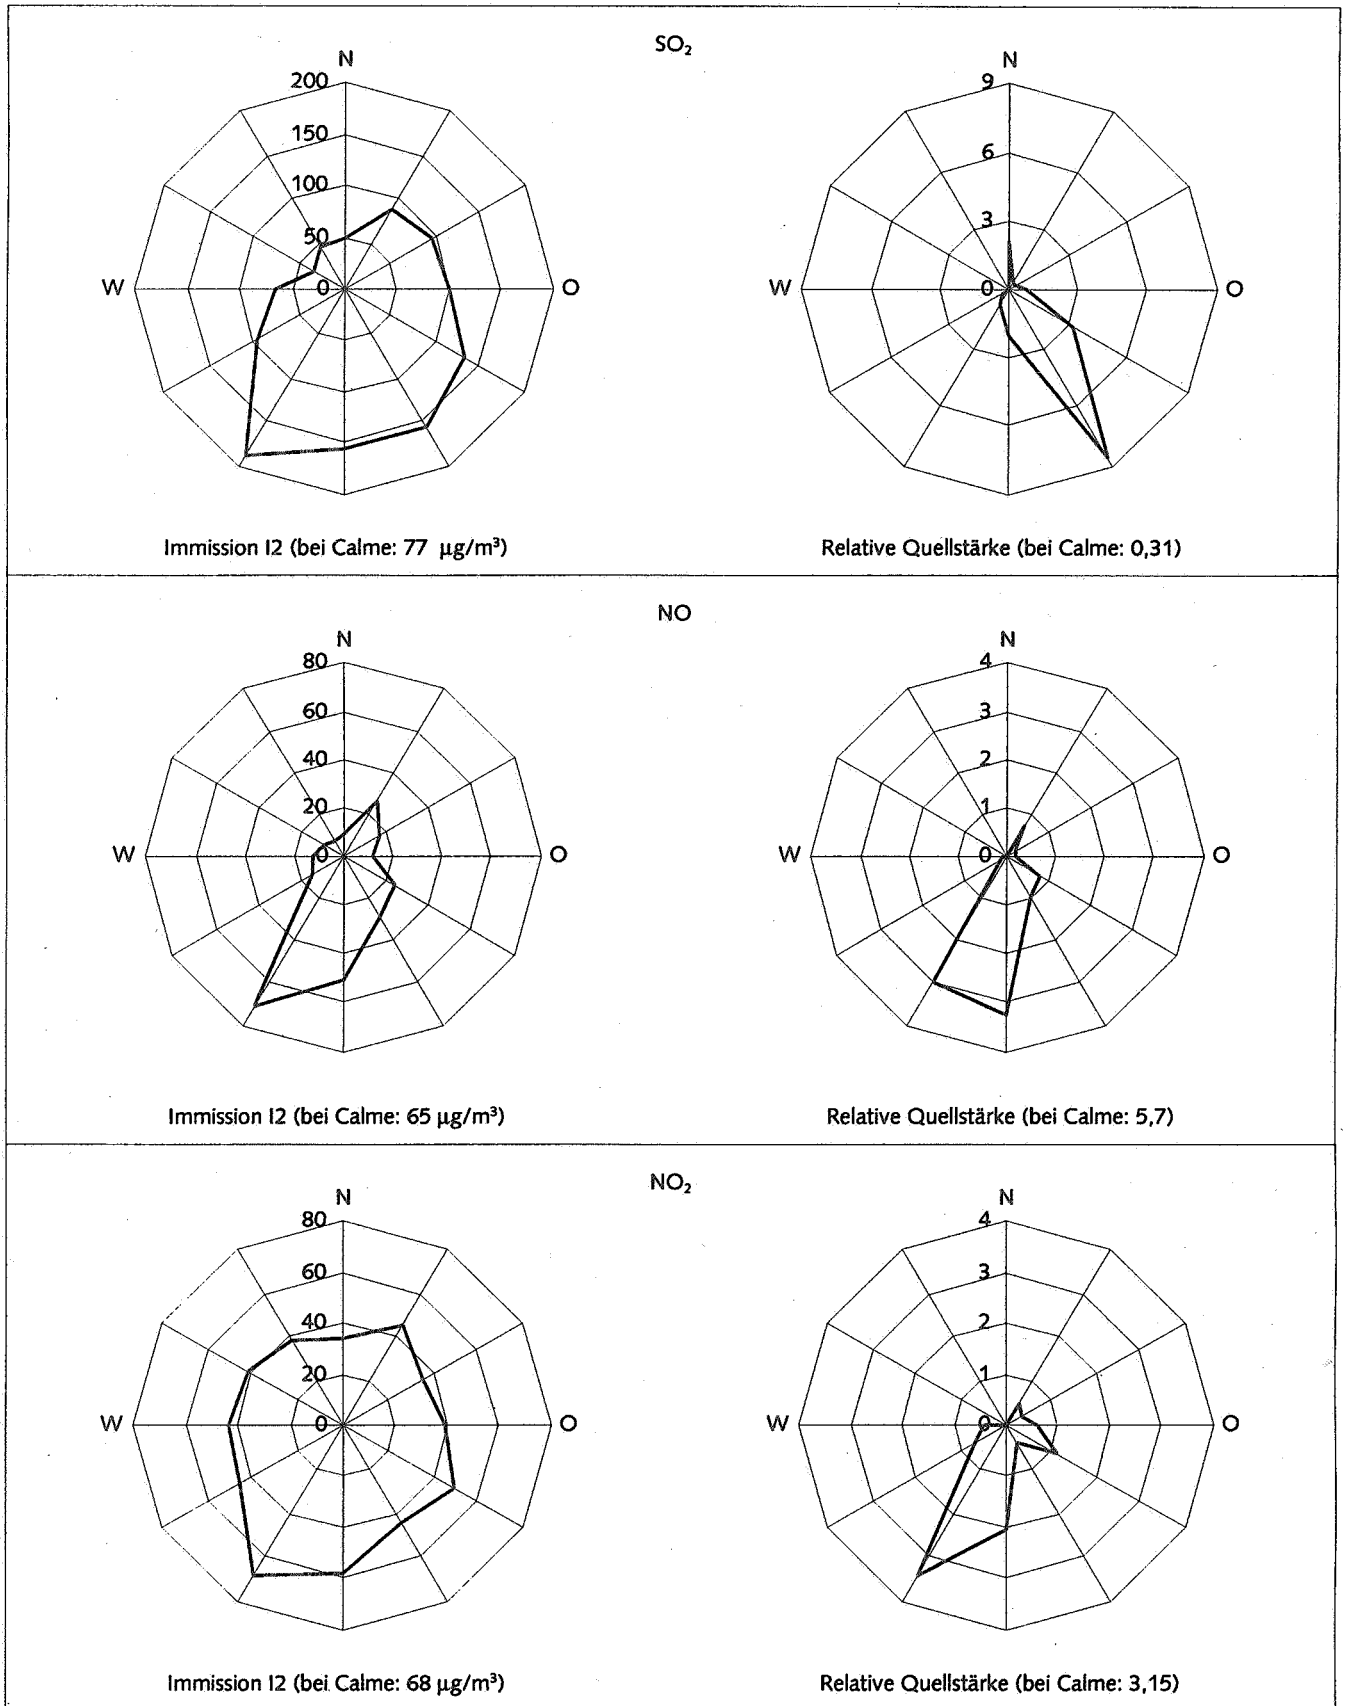 SO₂
N
200
150
100
50
0
W
O
Immission I2 (bei Calme: 77 µg/m³)
N
9
6
3
0
W
O
Relative Quellstärke (bei Calme: 0,31)
NO
N
80
60
40
20
0
W
O
Immission I2 (bei Calme: 65 µg/m³)
N
4
3
2
1
0
W
O
Relative Quellstärke (bei Calme: 5,7)
NO₂
N
80
60
40
20
0
W
O
Immission I2 (bei Calme: 68 µg/m³)
N
4
3
2
1
0
W
O
Relative Quellstärke (bei Calme: 3,15)